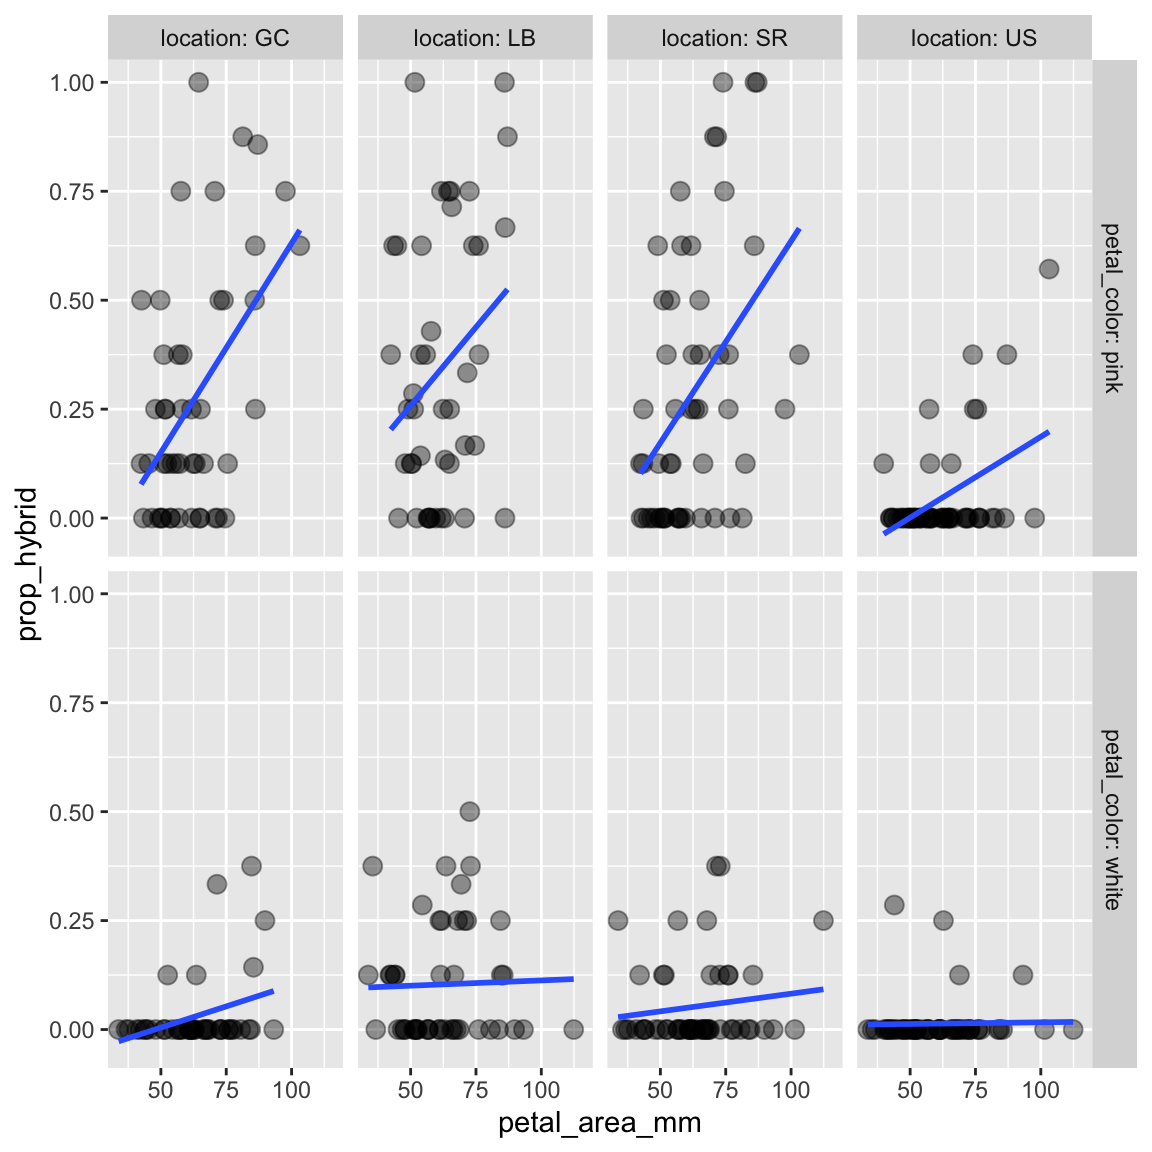 location: GC
location: LB
location: SR
location: US
1.00
0.75
0.50
0.25
0.00
petal_color: pink
prop_hybrid
1.00
0.75
0.50
0.25
0.00
petal_color: white
50 75 100
50 75 100
50 75 100
50 75 100
petal_area_mm